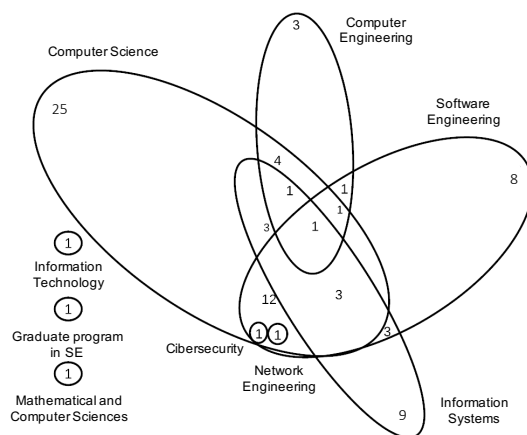 3
Computer
Engineering
Computer Science
25
Software
Engineering
8
4
1
1
1
3
1
1
Information
Technology
12
3
1
Graduate program
in SE
1
1
3
Cibersecurity
Network
Engineering
1
Mathematical and
Computer Sciences
9
Information
Systems